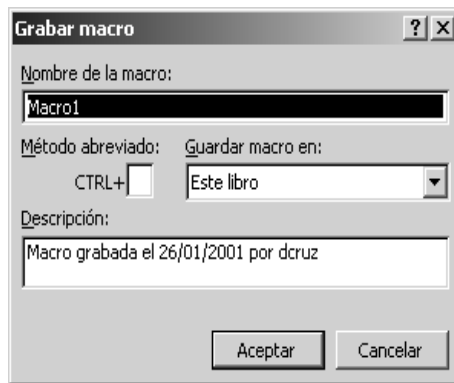 Grabar macro
Nombre de la macro:
Macro1
Método abreviado: Guardar macro en:
CTRL+ Este libro
Descripción:
Macro grabada el 26/01/2001 por dcruz
Aceptar Cancelar